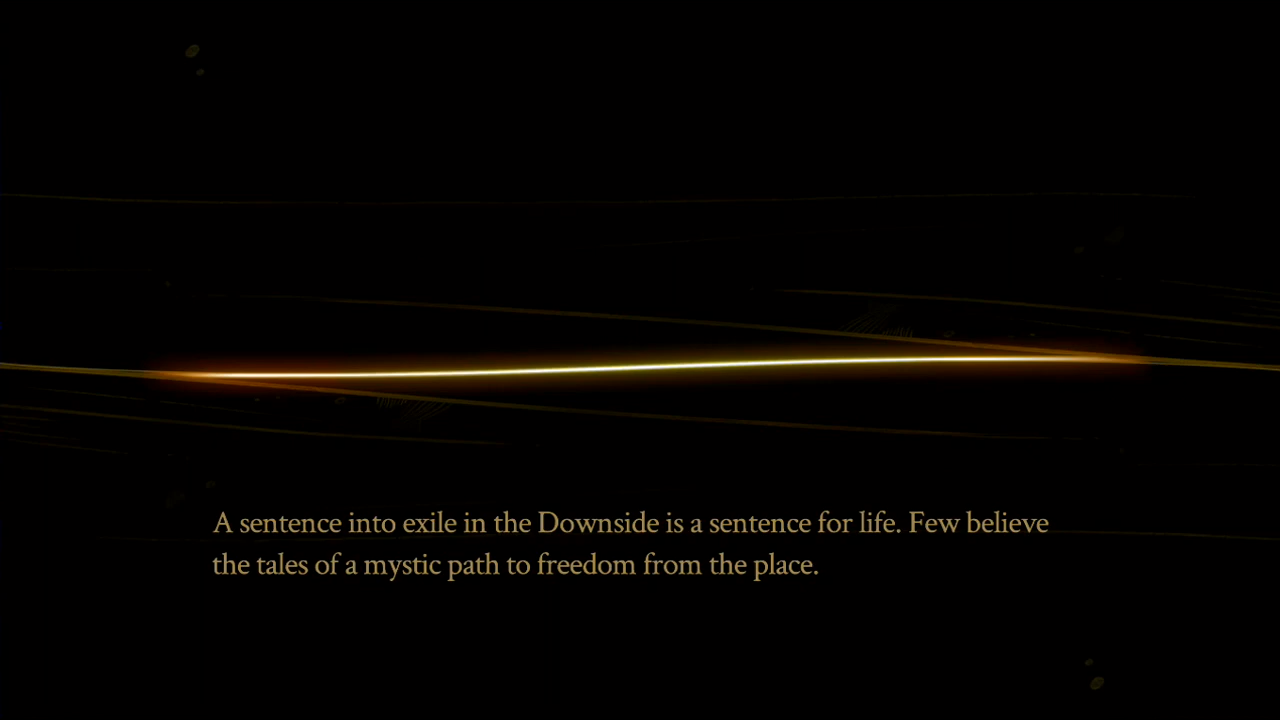 A sentence into exile in the Downside is a sentence for life. Few believe
the tales of a mystic path to freedom from the place.